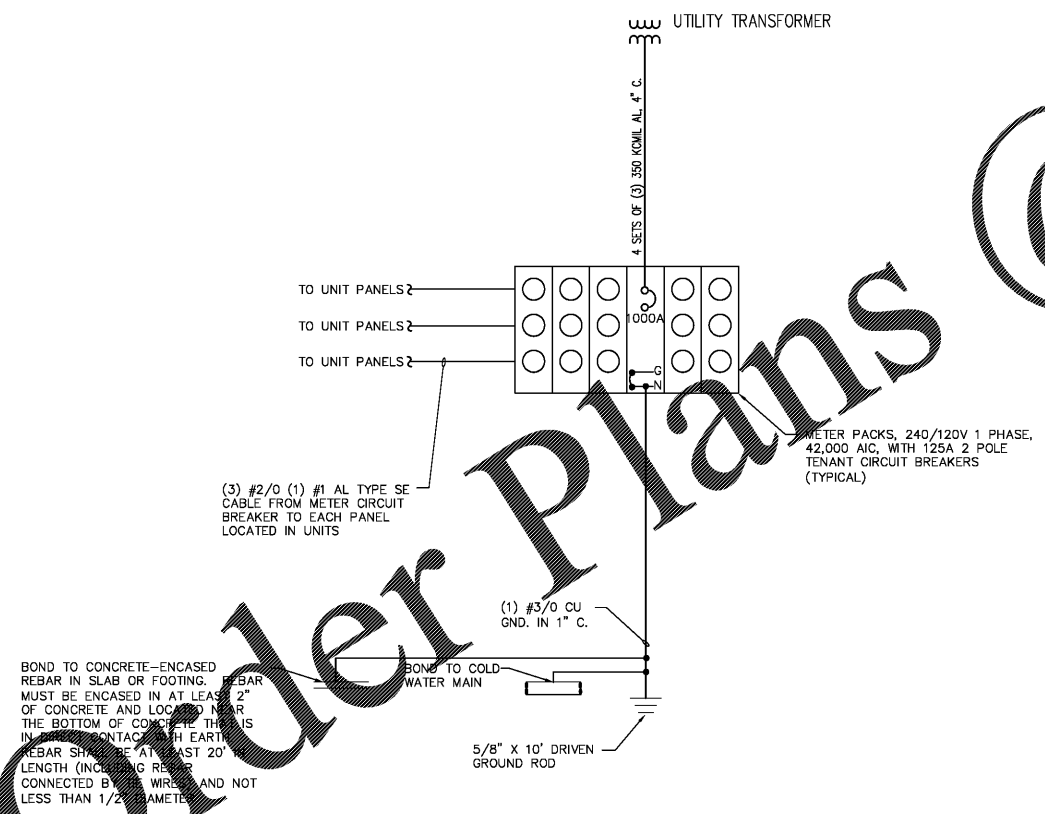 UTILITY TRANSFORMER
4 SETS OF (3) 350 KCMIL AL, 4" C.
TO UNIT PANELS
TO UNIT PANELS
TO UNIT PANELS
1000A
G
N
METER PACKS, 240/120V 1 PHASE,
42,000 AIC, WITH 125A 2 POLE
TENANT CIRCUIT BREAKERS
(TYPICAL)
(3) #2/0 (1) #1 AL TYPE SE
CABLE FROM METER CIRCUIT
BREAKER TO EACH PANEL
LOCATED IN UNITS
(1) #3/0 CU
GND. IN 1" C.
BOND TO CONCRETE-ENCASED
REBAR IN SLAB OR FOOTING. REBAR
MUST BE ENCASED IN AT LEAST 2"
OF CONCRETE AND LOCATED NEAR
THE BOTTOM OF CONCRETE THAT IS
IN DIRECT CONTACT WITH EARTH.
REBAR SHALL BE AT LEAST 20' IN
LENGTH (INCLUDING REBAR
CONNECTED BY TIE WIRES) AND NOT
LESS THAN 1/2" DIAMETER
BOND TO COLD
WATER MAIN
5/8" X 10' DRIVEN
GROUND ROD
order Plans